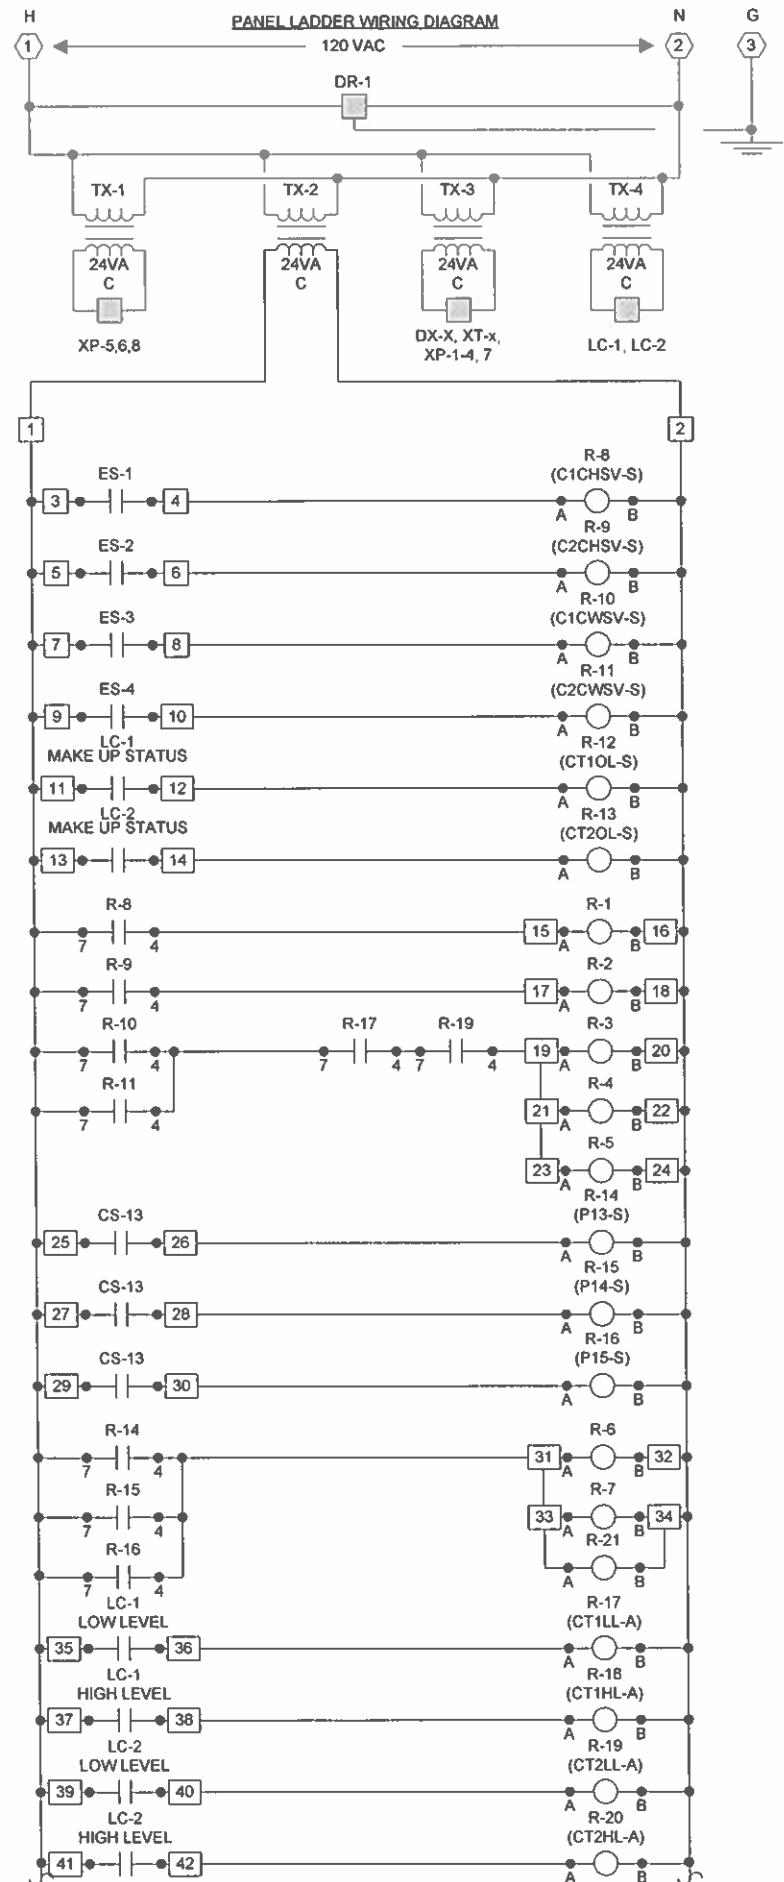 H PANEL LADDER WIRING DIAGRAM N G
1 120 VAC 2 3
DR-1
TX-1 TX-2 TX-3 TX-4
24VA 24VA 24VA 24VA
C C C C
XP-5,6,8 DX-X, XT-x, LC-1, LC-2
XP-1-4, 7
1 2
R-8
ES-1 (C1CHSV-S)
3 4
A B
R-9
ES-2 (C2CHSV-S)
5 6
A B
R-10
ES-3 (C1CWSV-S)
7 8
A B
R-11
ES-4 (C2CWSV-S)
9 10
A B
LC-1 R-12
MAKE UP STATUS (CT1OL-S)
11 12
A B
LC-2 R-13
MAKE UP STATUS (CT2OL-S)
13 14
A B
R-8 R-1
15 16
7 4 A B
R-9 R-2
17 18
7 4 A B
R-10 R-17 R-19 R-3
19 20
7 4 7 4 7 4 A B
R-11 R-4
21 22
7 4 A B
R-5
23 24
A B
R-14
CS-13 (P13-S)
25 26
A B
R-15
CS-13 (P14-S)
27 28
A B
R-16
CS-13 (P15-S)
29 30
A B
R-14 R-6
31 32
7 4 A B
R-15 R-7
33 34
7 4 A B
R-16 R-21
7 4 A B
LC-1 R-17
LOW LEVEL (CT1LL-A)
35 36
A B
LC-1 R-18
HIGH LEVEL (CT1HL-A)
37 38
A B
LC-2 R-19
LOW LEVEL (CT2LL-A)
39 40
A B
LC-2 R-20
HIGH LEVEL (CT2HL-A)
41 42
A B